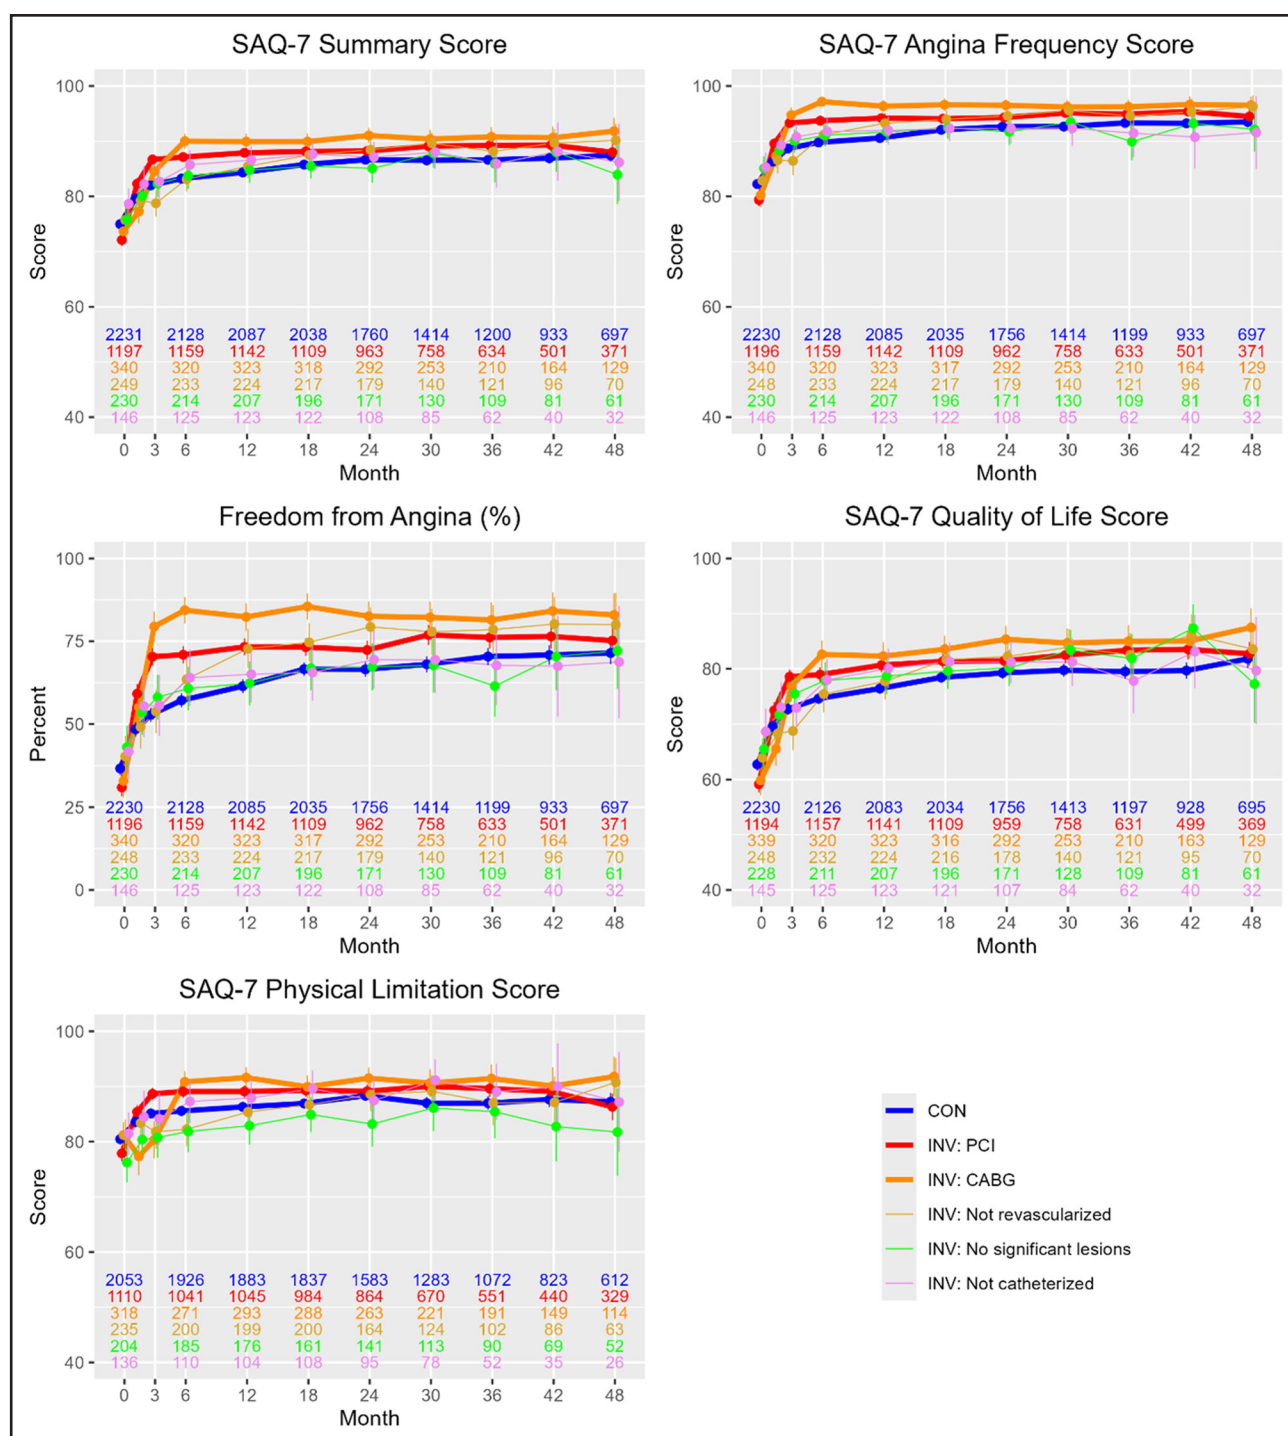 SAQ-7 Summary Score
100
80
60
40
Score
2231 2128 2087 2038 1760 1414 1200 933 697
1197 1159 1142 1109 963 758 634 501 371
340 320 323 318 292 253 210 164 129
249 233 224 217 179 140 121 96 70
230 214 207 196 171 130 109 81 61
146 125 123 122 108 85 62 40 32
0 3 6 12 18 24 30 36 42 48
Month
SAQ-7 Angina Frequency Score
100
80
60
40
Score
2230 2128 2085 2035 1756 1414 1199 933 697
1196 1159 1142 1109 962 758 633 501 371
340 320 323 317 292 253 210 164 129
248 233 224 217 179 140 121 96 70
230 214 207 196 171 130 109 81 61
146 125 123 122 108 85 62 40 32
0 3 6 12 18 24 30 36 42 48
Month
Freedom from Angina (%)
100
75
50
25
0
Percent
2230 2128 2085 2035 1756 1414 1199 933 697
1196 1159 1142 1109 962 758 633 501 371
340 320 323 317 292 253 210 164 129
248 233 224 217 179 140 121 96 70
230 214 207 196 171 130 109 81 61
146 125 123 122 108 85 62 40 32
0 3 6 12 18 24 30 36 42 48
Month
SAQ-7 Quality of Life Score
100
80
60
40
Score
2230 2126 2083 2034 1756 1413 1197 928 695
1194 1157 1141 1109 959 758 631 499 369
339 320 323 316 292 253 210 163 129
248 232 224 216 178 140 121 95 70
228 211 207 196 171 128 109 81 61
145 125 123 121 107 84 62 40 32
0 3 6 12 18 24 30 36 42 48
Month
SAQ-7 Physical Limitation Score
100
80
60
40
Score
2053 1926 1883 1837 1583 1283 1072 823 612
1110 1041 1045 984 864 670 551 440 329
318 271 293 288 263 221 191 149 114
235 200 199 200 164 124 102 86 63
204 185 176 161 141 113 90 69 52
136 110 104 108 95 78 52 35 26
0 3 6 12 18 24 30 36 42 48
Month
CON
INV: PCI
INV: CABG
INV: Not revascularized
INV: No significant lesions
INV: Not catheterized